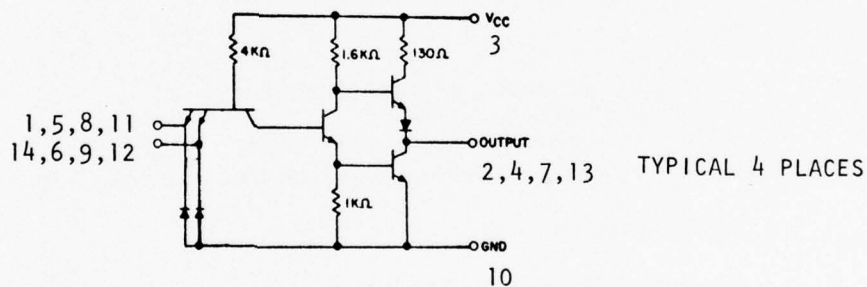 VCC
3
4KΩ
1.6KΩ
130Ω
1,5,8,11
14,6,9,12
OUTPUT
2,4,7,13
TYPICAL 4 PLACES
1KΩ
GND
10